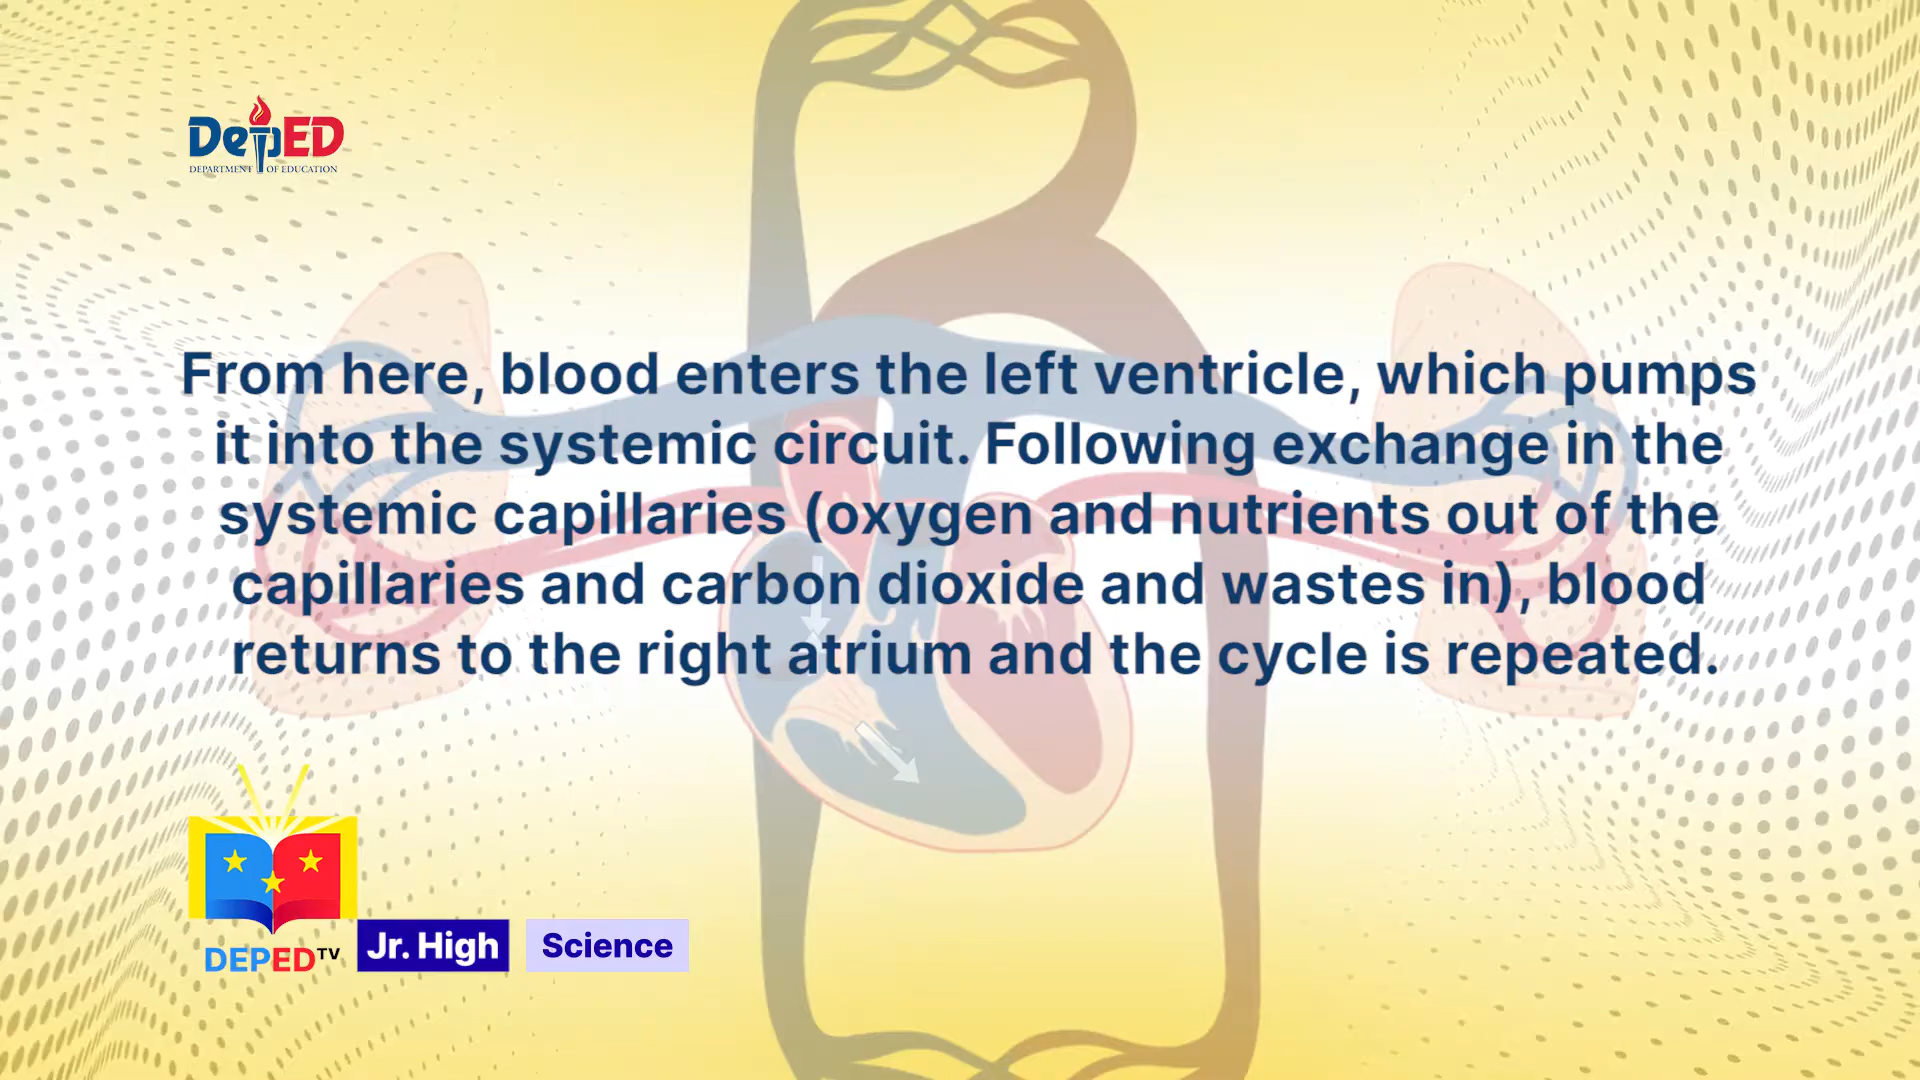 DepED
DEPARTMENT OF EDUCATION
From here, blood enters the left ventricle, which pumps
it into the systemic circuit. Following exchange in the
systemic capillaries (oxygen and nutrients out of the
capillaries and carbon dioxide and wastes in), blood
returns to the right atrium and the cycle is repeated.
DEPED TV
Jr. High
Science